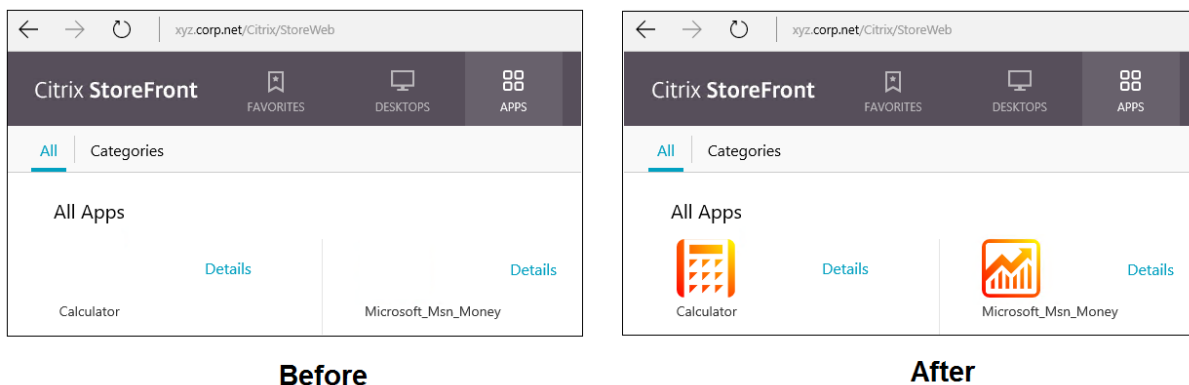 xyz.corp.net/Citrix/StoreWeb
Citrix StoreFront
FAVORITES
DESKTOPS
APPS
All
Categories
All Apps
Details
Details
Calculator
Microsoft_Msn_Money
Before
xyz.corp.net/Citrix/StoreWeb
Citrix StoreFront
FAVORITES
DESKTOPS
APPS
All
Categories
All Apps
Details
Details
Calculator
Microsoft_Msn_Money
After